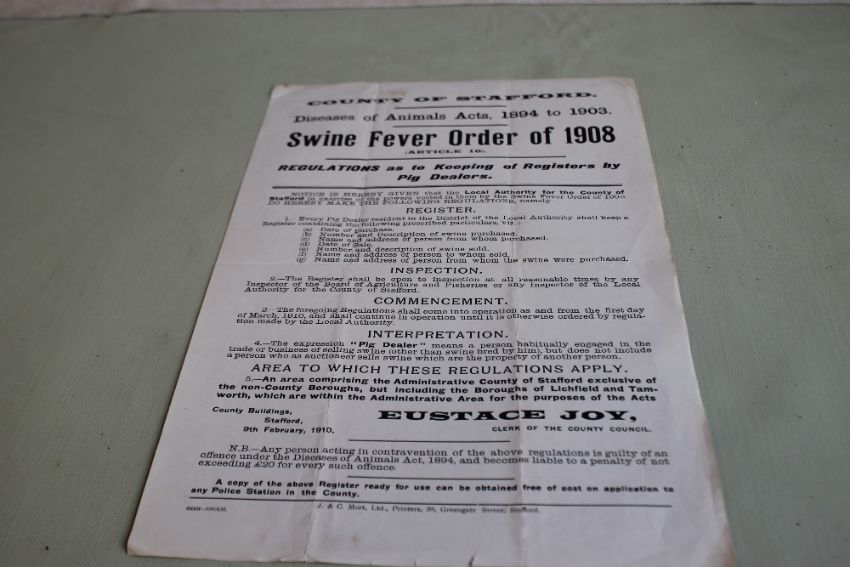 COUNTY OF STAFFORD.
Diseases of Animals Acts, 1894 to 1903.
Swine Fever Order of 1908
(ARTICLE 10).
REGULATIONS as to Keeping of Registers by
Pig Dealers.
NOTICE IS HEREBY GIVEN that the Local Authority for the County of
Stafford in exercise of the powers vested in them by the Swine Fever Order of 1908
DO HEREBY MAKE THE FOLLOWING REGULATIONS, namely
REGISTER.
1. Every Pig Dealer resident in the District of the Local Authority shall keep a
Register containing the following prescribed particulars, viz.:
(a) Date of purchase.
(b) Number and Description of swine purchased.
(c) Name and address of person from whom purchased.
(d) Date of Sale.
(e) Number and description of swine sold.
(f) Name and address of person to whom sold.
(g) Name and address of person from whom the swine were purchased.
INSPECTION.
2.—The Register shall be open to inspection at all reasonable times by any
Inspector of the Board of Agriculture and Fisheries or any Inspector of the Local
Authority for the County of Stafford.
COMMENCEMENT.
3—The foregoing Regulations shall come into operation as and from the first day
of March, 1910, and shall continue in operation until it is otherwise ordered by regula-
tion made by the Local Authority.
INTERPRETATION.
4.—The expression "Pig Dealer" means a person habitually engaged in the
trade or business of selling swine (other than swine bred by him), but does not include
a person who as auctioneer sells swine which are the property of another person.
AREA TO WHICH THESE REGULATIONS APPLY.
5.—An area comprising the Administrative County of Stafford exclusive of
the non-County Boroughs, but including the Boroughs of Lichfield and Tam-
worth, which are within the Administrative Area for the purposes of the Acts
County Buildings,
Stafford,
9th February, 1910.
EUSTACE JOY,
CLERK OF THE COUNTY COUNCIL.
N.B.—Any person acting in contravention of the above regulations is guilty of an
offence under the Diseases of Animals Act, 1894, and becomes liable to a penalty of not
exceeding £20 for every such offence.
A copy of the above Register ready for use can be obtained free of cost on application to
any Police Station in the County.
J. & C. Mort, Ltd., Printers, 39, Greengate Street, Stafford.